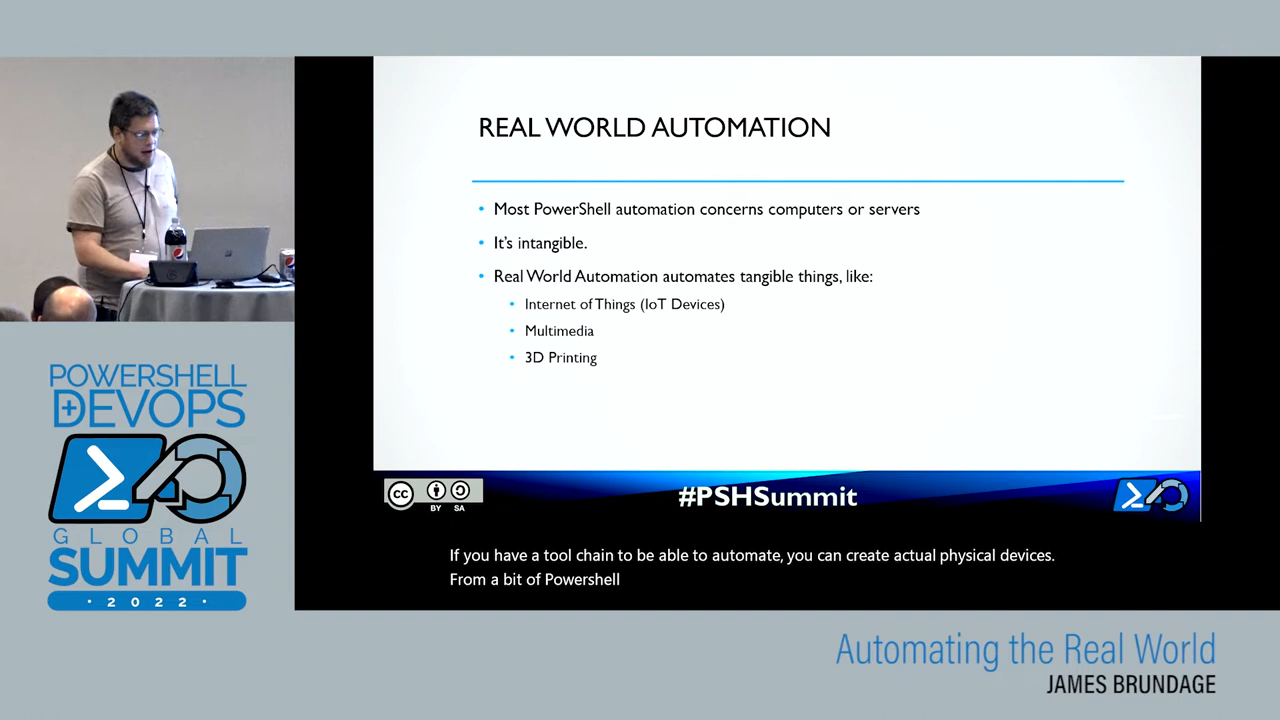 REAL WORLD AUTOMATION
• Most PowerShell automation concerns computers or servers
• It's intangible.
• Real World Automation automates tangible things, like:
• Internet of Things (IoT Devices)
• Multimedia
• 3D Printing
cc
BY SA
#PSHSummit
If you have a tool chain to be able to automate, you can create actual physical devices.
From a bit of Powershell
POWERSHELL
+DEVOPS
GLOBAL
SUMMIT
· 2022 ·
Automating the Real World
JAMES BRUNDAGE